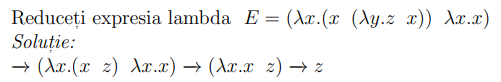 Reduceți expresia lambda E = (λx.(x (λy.z x)) λx.x)
Soluție:
→ (λx.(x z) λx.x) → (λx.x z) → z